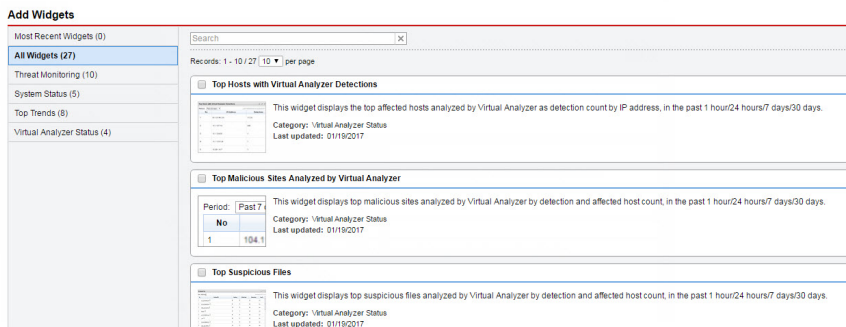 Add Widgets
Most Recent Widgets (0)
All Widgets (27)
Threat Monitoring (10)
System Status (5)
Top Trends (8)
Virtual Analyzer Status (4)
Search
Records: 1 - 10 / 27 10 per page
Top Hosts with Virtual Analyzer Detections
This widget displays the top affected hosts analyzed by Virtual Analyzer as detection count by IP address, in the past 1 hour/24 hours/7 days/30 days.
Category: Virtual Analyzer Status
Last updated: 01/19/2017
Top Malicious Sites Analyzed by Virtual Analyzer
This widget displays top malicious sites analyzed by Virtual Analyzer by detection and affected host count, in the past 1 hour/24 hours/7 days/30 days.
Period: Past 7
No
1 104.1
Category: Virtual Analyzer Status
Last updated: 01/19/2017
Top Suspicious Files
This widget displays top suspicious files analyzed by Virtual Analyzer by detection and affected host count, in the past 1 hour/24 hours/7 days/30 days.
Category: Virtual Analyzer Status
Last updated: 01/19/2017